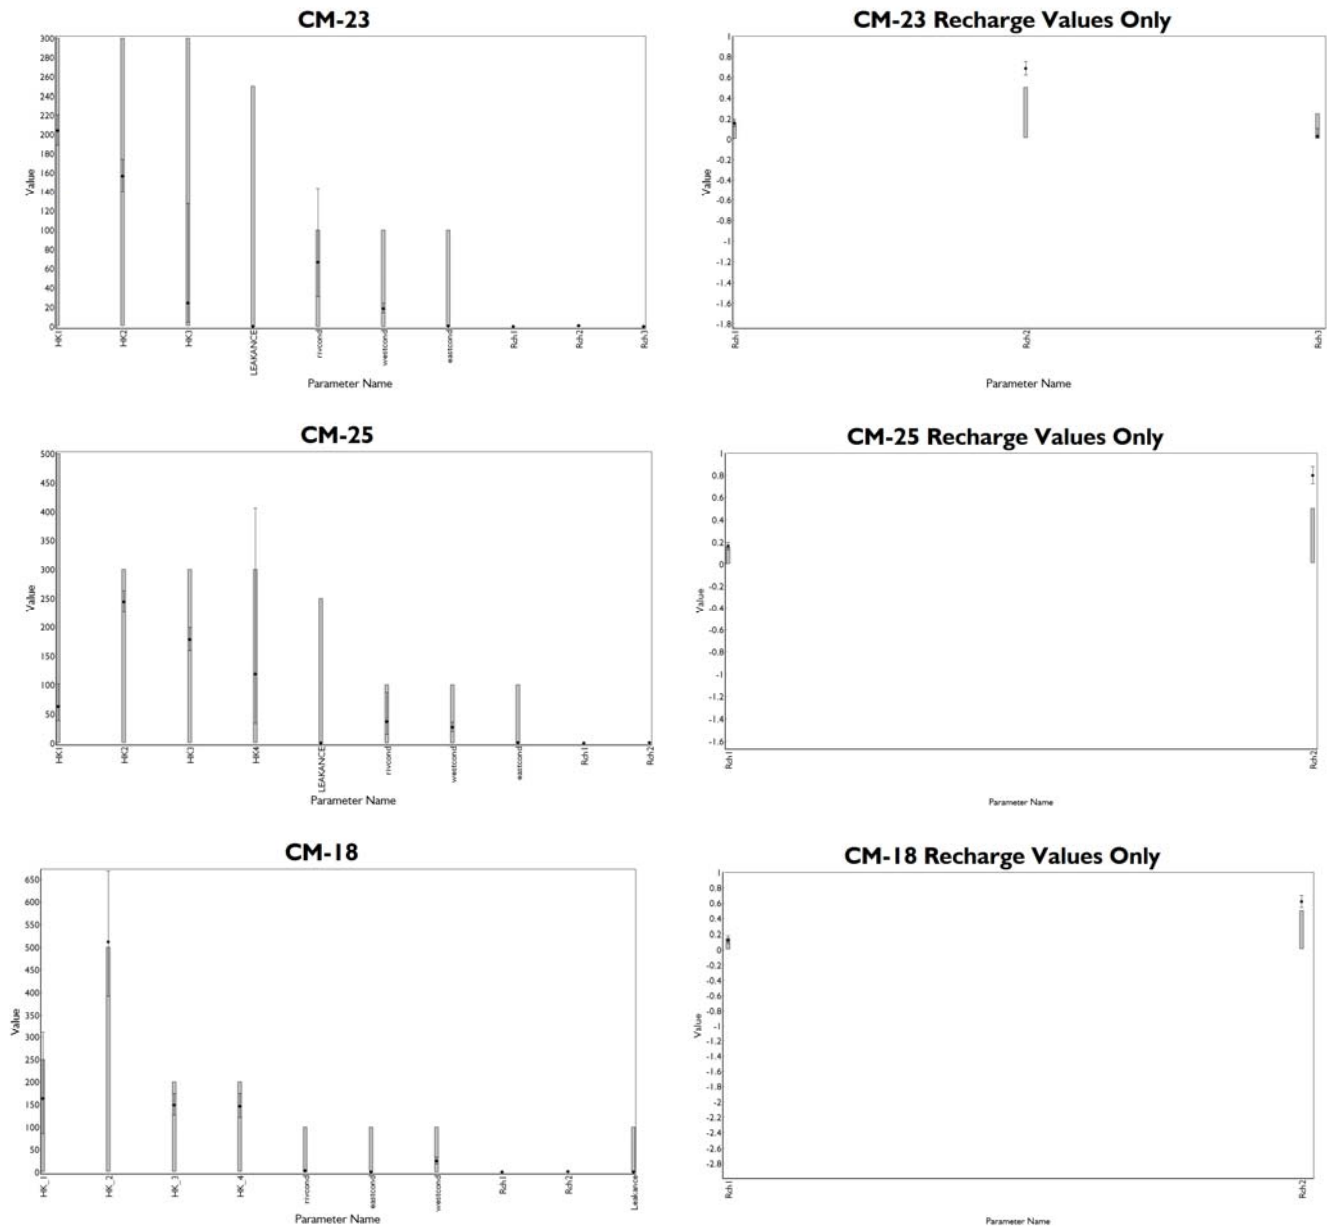 CM-23
300
280
260
240
220
200
180
160
140
120
100
80
60
40
20
0
Value
HK1
HK2
HK3
LEAKANCE
rivcond
westcond
eastcond
Rch1
Rch2
Rch3
Parameter Name
CM-23 Recharge Values Only
1
0.8
0.6
0.4
0.2
0
-0.2
-0.4
-0.6
-0.8
-1
-1.2
-1.4
-1.6
-1.8
Value
Rch1
Rch2
Rch3
Parameter Name
CM-25
500
450
400
350
300
250
200
150
100
50
0
Value
HK1
HK2
HK3
HK4
LEAKANCE
rivcond
westcond
eastcond
Rch1
Rch2
Parameter Name
CM-25 Recharge Values Only
1
0.8
0.6
0.4
0.2
0
-0.2
-0.4
-0.6
-0.8
-1
-1.2
-1.4
-1.6
Value
Rch1
Rch2
Parameter Name
CM-18
650
600
550
500
450
400
350
300
250
200
150
100
50
0
Value
HK_1
HK_2
HK_3
HK_4
rivcond
eastcond
westcond
Rch1
Rch2
Leakance
Parameter Name
CM-18 Recharge Values Only
1
0.8
0.6
0.4
0.2
0
-0.2
-0.4
-0.6
-0.8
-1
-1.2
-1.4
-1.6
-1.8
-2
-2.2
-2.4
-2.6
-2.8
Value
Rch1
Rch2
Parameter Name